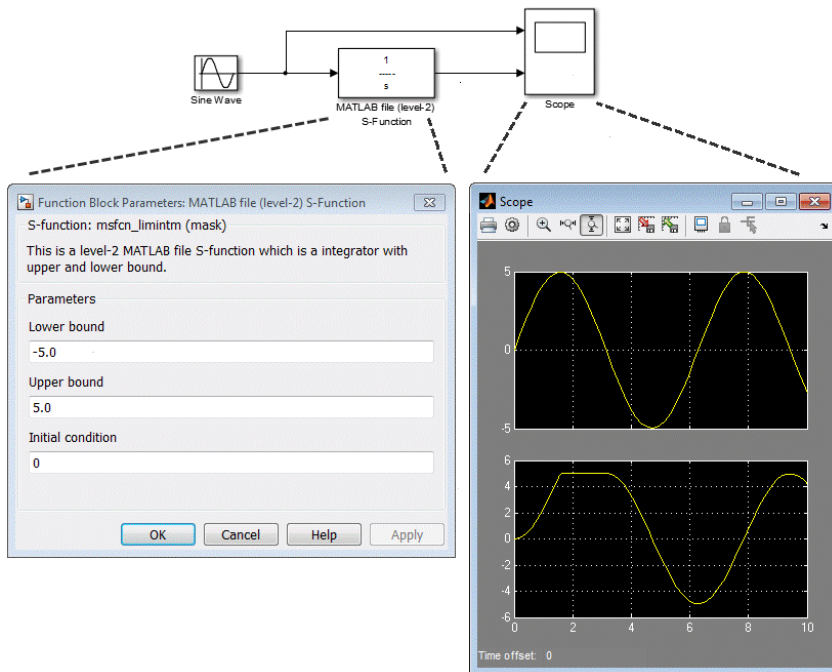 1
-----
s
Sine Wave
MATLAB file (level-2)
S-Function
Scope
Function Block Parameters: MATLAB file (level-2) S-Function
S-function: msfcn_limintm (mask)
This is a level-2 MATLAB file S-function which is a integrator with
upper and lower bound.
Parameters
Lower bound
-5.0
Upper bound
5.0
Initial condition
0
OK Cancel Help Apply
Scope
5
0
-5
6
4
2
0
-2
-4
-6
0 2 4 6 8 10
Time offset: 0